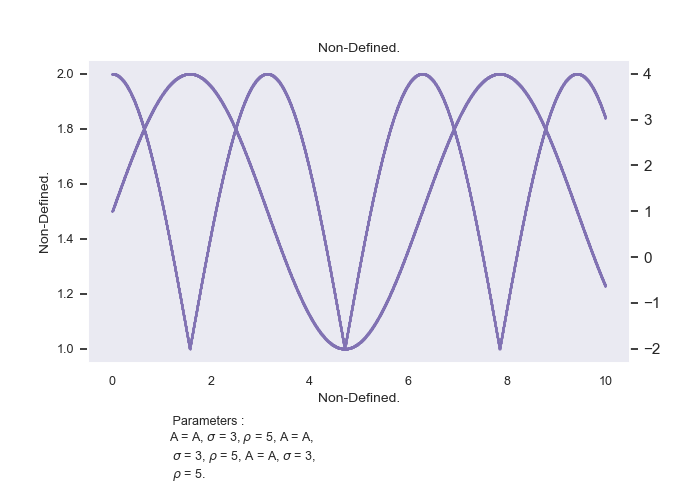 Non-Defined.
2.0
1.8
1.6
1.4
1.2
1.0
Non-Defined.
4
3
2
1
0
−1
−2
0 2 4 6 8 10
Non-Defined.
Parameters :
A = A, σ = 3, ρ = 5, A = A,
σ = 3, ρ = 5, A = A, σ = 3,
ρ = 5.